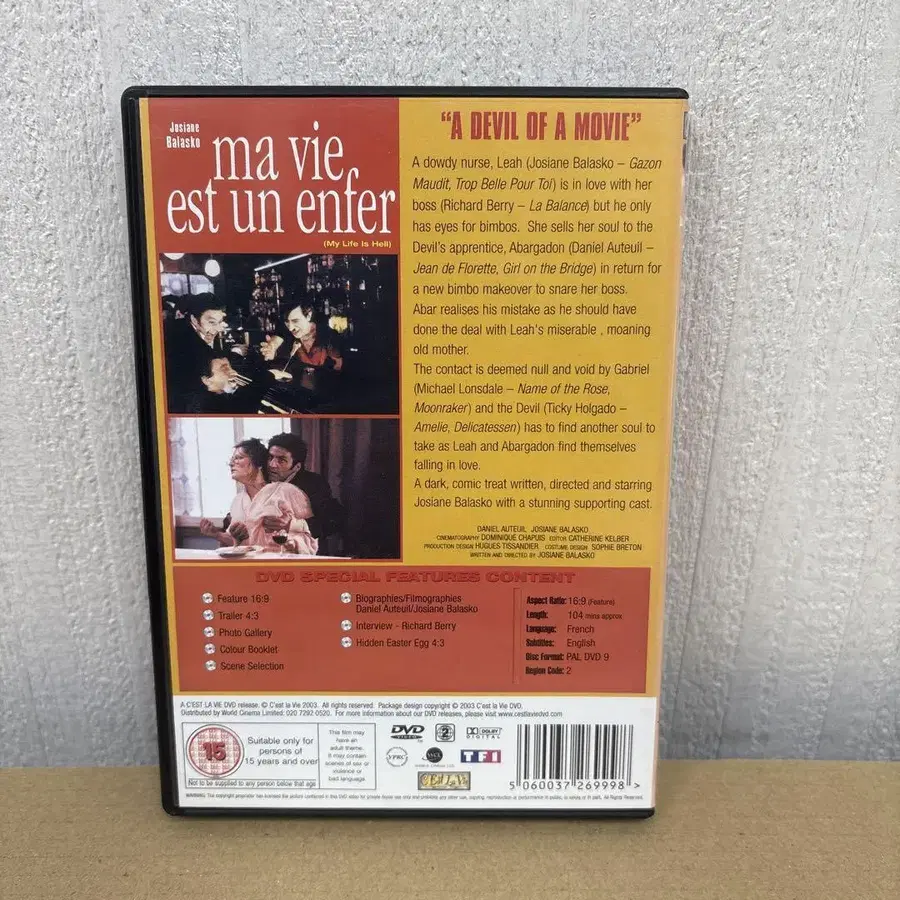 Josiane
Balasko
ma vie
est un enfer
(My Life Is Hell)
"A DEVIL OF A MOVIE"
A dowdy nurse, Leah (Josiane Balasko – Gazon
Maudit, Trop Belle Pour Toi) is in love with her
boss (Richard Berry – La Balance) but he only
has eyes for bimbos. She sells her soul to the
Devil's apprentice, Abargadon (Daniel Auteuil –
Jean de Florette, Girl on the Bridge) in return for
a new bimbo makeover to snare her boss.
Abar realises his mistake as he should have
done the deal with Leah's miserable , moaning
old mother.
The contact is deemed null and void by Gabriel
(Michael Lonsdale – Name of the Rose,
Moonraker) and the Devil (Ticky Holgado –
Amelie, Delicatessen) has to find another soul to
take as Leah and Abargadon find themselves
falling in love.
A dark, comic treat written, directed and starring
Josiane Balasko with a stunning supporting cast.
DANIEL AUTEUIL JOSIANE BALASKO
CINEMATOGRAPHY DOMINIQUE CHAPUIS EDITOR CATHERINE KELBER
PRODUCTION DESIGN HUGUES TISSANDIER COSTUME DESIGN SOPHIE BRETON
WRITTEN AND DIRECTED BY JOSIANE BALASKO
DVD SPECIAL FEATURES CONTENT
Feature 16:9
Trailer 4:3
Photo Gallery
Colour Booklet
Scene Selection
Biographies/Filmographies
Daniel Auteuil/Josiane Balasko
Interview - Richard Berry
Hidden Easter Egg 4:3
Aspect Ratio: 16:9 (Feature)
Length: 104 mins approx
Language: French
Subtitles: English
Disc Format: PAL DVD 9
Region Code: 2
A C'EST LA VIE DVD release. © C'est la Vie 2003. All rights reserved. Package design copyright © 2003 C'est la Vie DVD.
Distributed by World Cinema Limited: 020 7292 0520. For more information about our DVD releases, please visit www.cestlaviedvd.com
15
Suitable only for
persons of
15 years and over
Not to be supplied to any person below that age
This film may
have an
adult theme.
It may contain
scenes of sex or
violence or
bad language
DVD
VIDEO
2
DOLBY
DIGITAL
VPRC
TF1
5 060037 269998 >